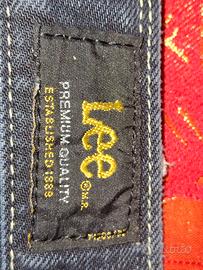 Lee
® M.R.
PREMIUM QUALITY
ESTABLISHED 1889